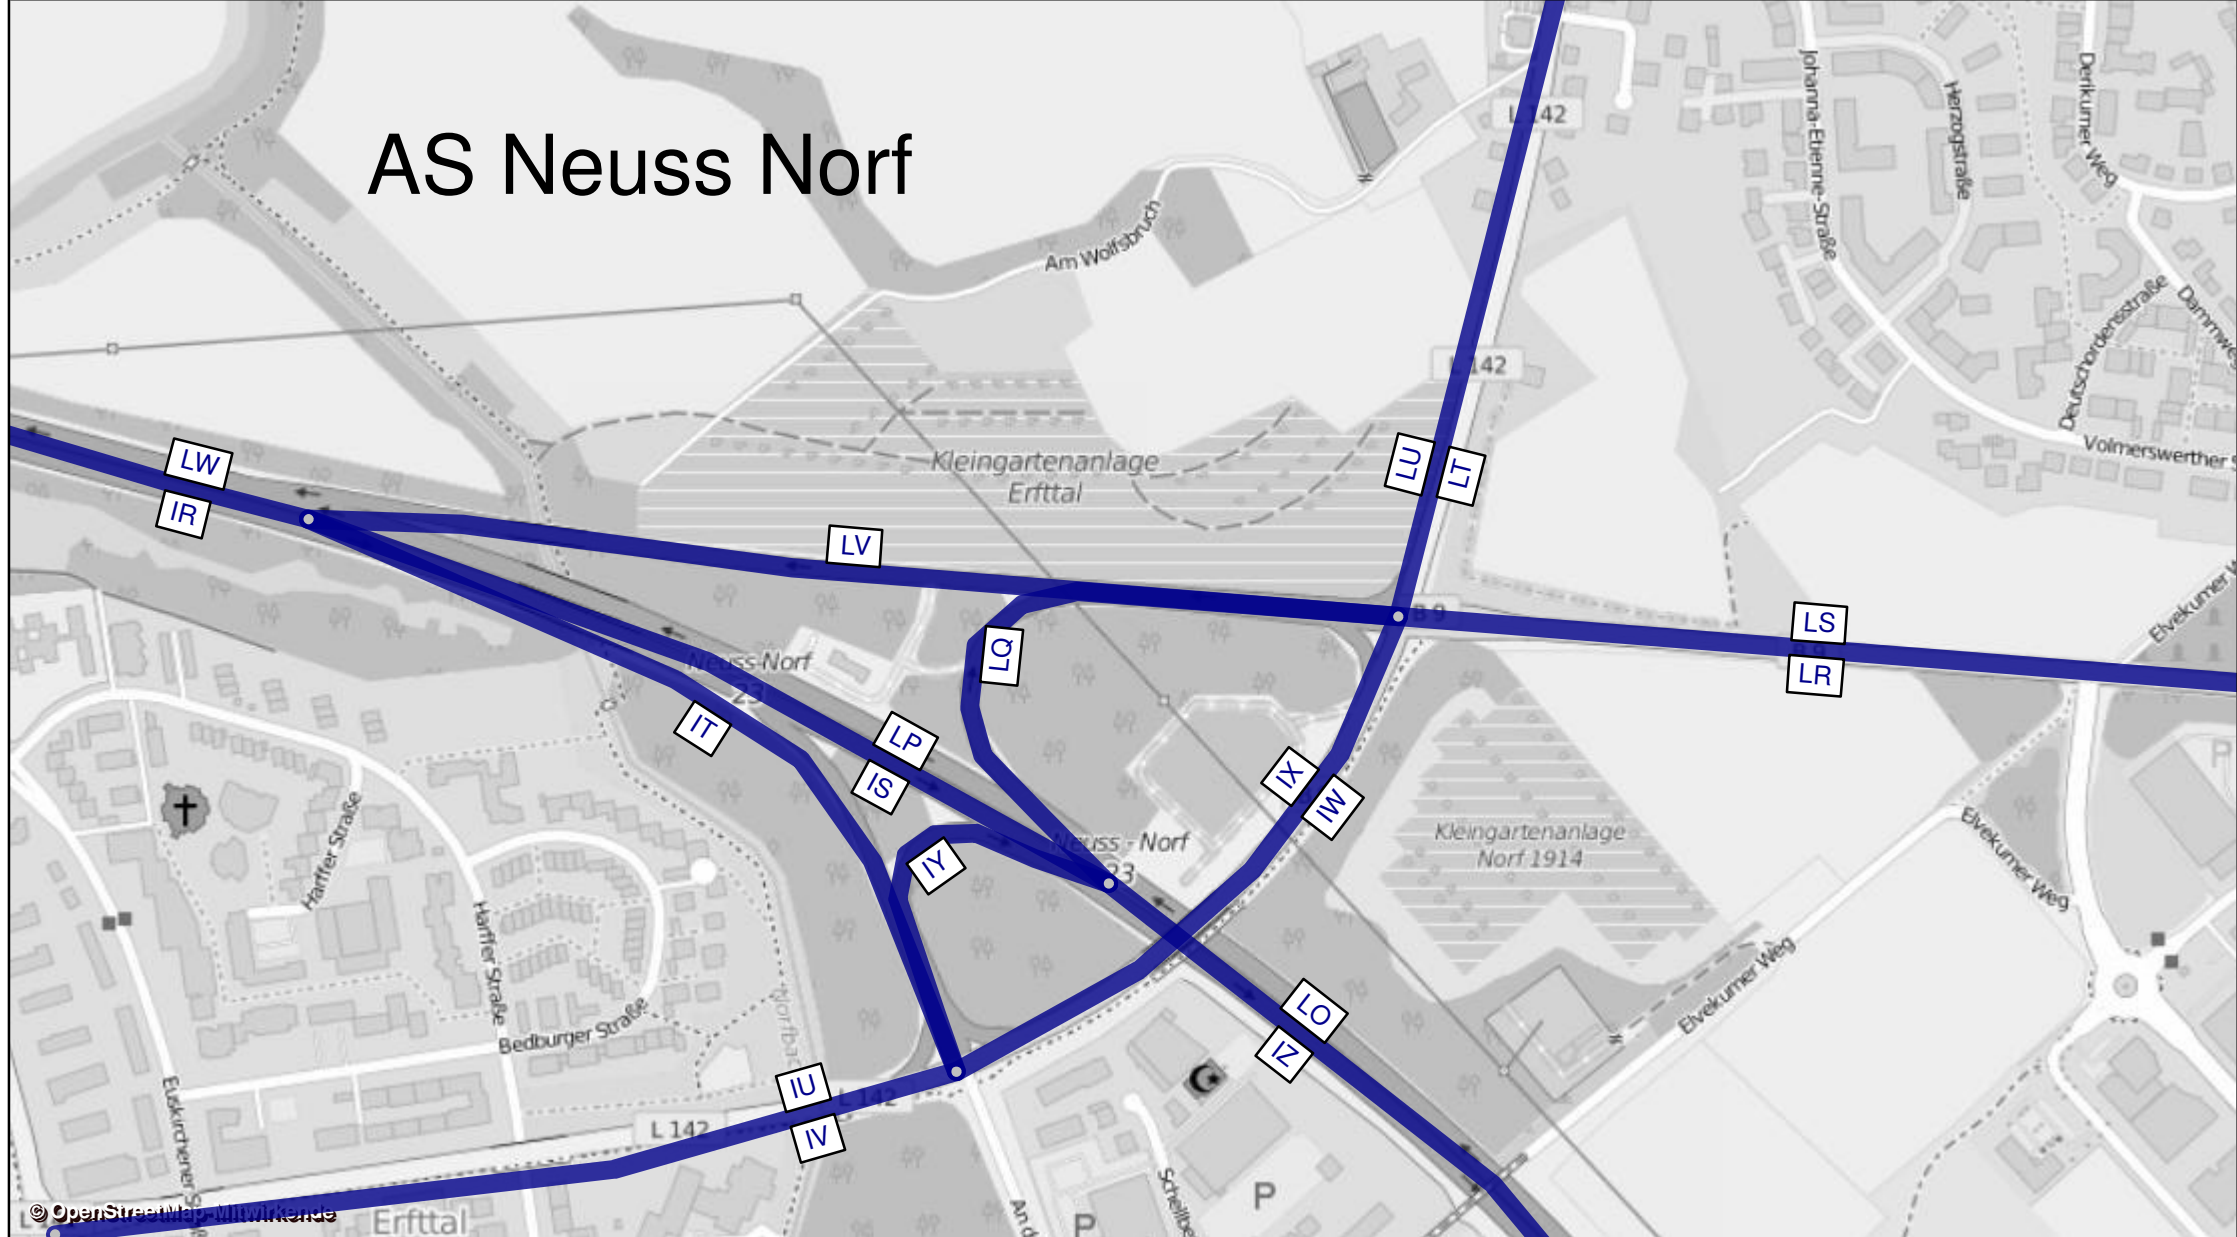 AS Neuss Norf
L 142
Johanna-Etienne-Straße
Herzogstraße
Derikumer Weg
Am Wolfsbruch
Deutschordensstraße
L 142
Volmerswerther S
Kleingartenanlage
Erfttal
LW
IR
LU
LT
LV
B 9
LS
B 9
LR
Elvekumer W
LQ
Neuss-Norf
23
IT
LP
IS
IX
IW
Neuss - Norf
23
IY
Kleingartenanlage
Norf 1914
Elvekumer Weg
Harffer Straße
Harffer Straße
Elvekumer Weg
Bedburger Straße
LO
IZ
IU
L 142
IV
L 142
Euskirchener S
P
P
P
Erfttal
© OpenStreetMap-Mitwirkende